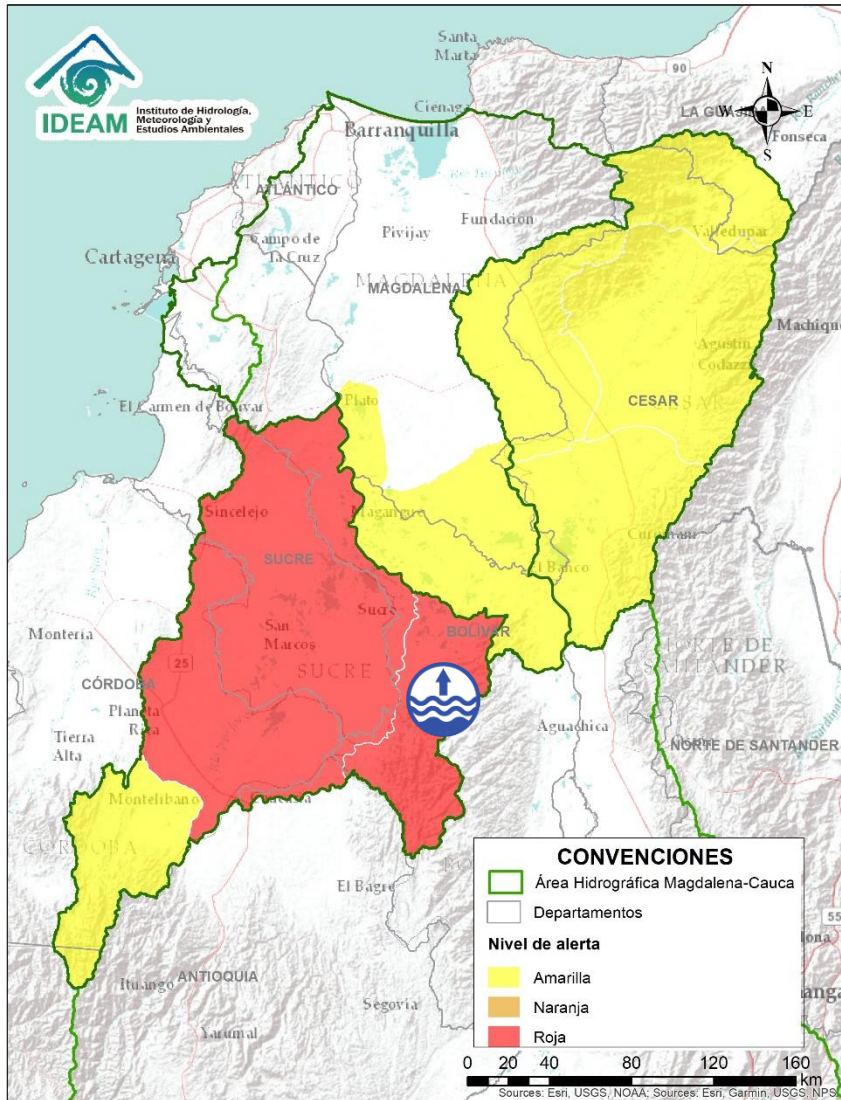 IDEAM
Instituto de Hidrología,
Meteorología y
Estudios Ambientales
Santa
Marta
90
N
W
E
S
LA GUAJIRA
Fonseca
Ciénaga
Barranquilla
ATLÁNTICO
Fundación
Pivijay
Campo de
la Cruz
Valledupar
Cartagena
MAGDALENA
MAGDALENA
Machique
Agustín
Codazzi
CESAR
CESAR
El Carmen de Bolívar
Plato
Sincelejo
Magangué
Curumaní
El Banco
SUCRE
Sucre
BOLÍVAR
Montería
San
Marcos
SUCRE
25
CÓRDOBA
NORTE DE
SANTANDER
Planeta
Rica
Aguachica
Tierra
Alta
NORTE DE SANTANDER
Montelíbano
CÓRDOBA
El Bagre
Ituango
ANTIOQUIA
Segovia
Yarumal
55
CONVENCIONES
Área Hidrográfica Magdalena-Cauca
Departamentos
Nivel de alerta
Amarilla
Naranja
Roja
0 20 40 80 120 160
km
Sources: Esri, USGS, NOAA; Sources: Esri, Garmin, USGS, NPS